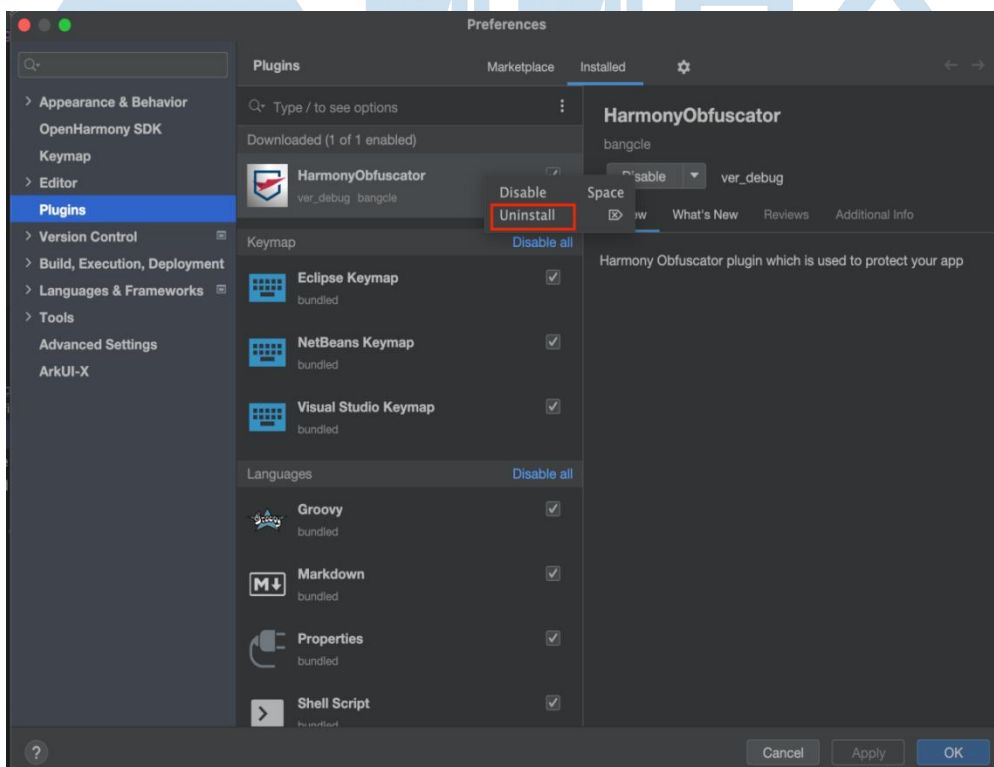 Preferences
Plugins
Marketplace
Installed
Appearance & Behavior
OpenHarmony SDK
Keymap
Editor
Plugins
Version Control
Build, Execution, Deployment
Languages & Frameworks
Tools
Advanced Settings
ArkUI-X
Type / to see options
Downloaded (1 of 1 enabled)
HarmonyObfuscator
ver_debug bangcle
Disable Space
Uninstall
Keymap Disable all
Eclipse Keymap
bundled
NetBeans Keymap
bundled
Visual Studio Keymap
bundled
Languages Disable all
Groovy
bundled
M
Markdown
bundled
Properties
bundled
Shell Script
bundled
HarmonyObfuscator
bangcle
Disable ver_debug
What's New Reviews Additional Info
Harmony Obfuscator plugin which is used to protect your app
?
Cancel Apply OK